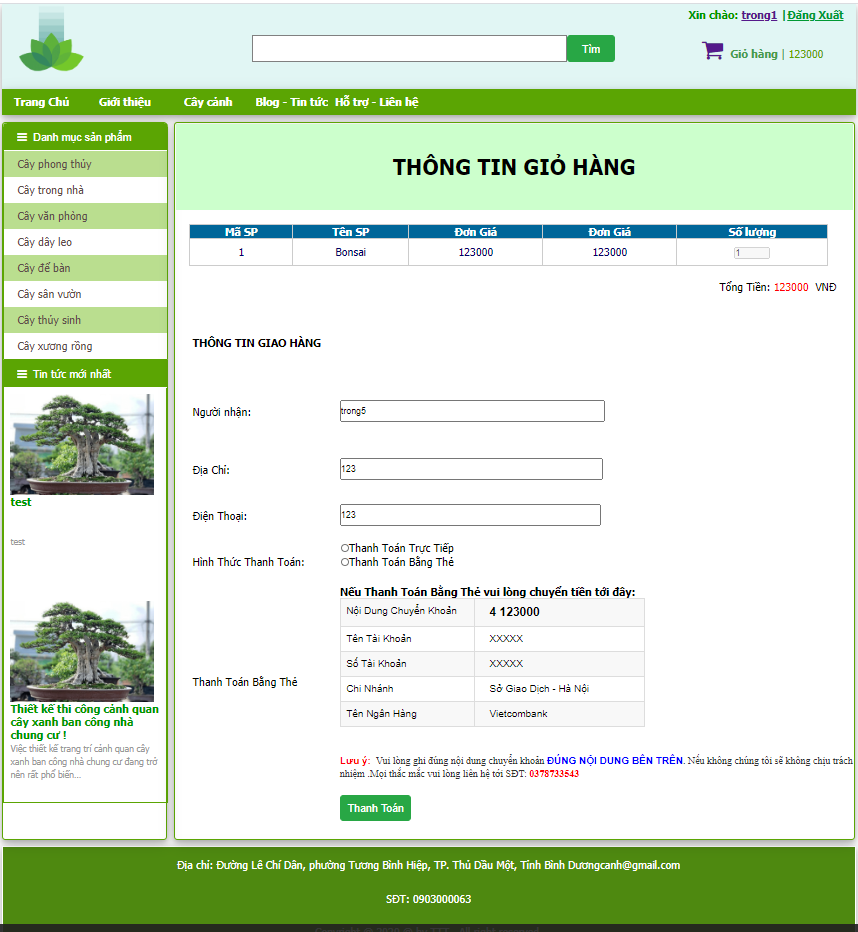 Xin chào: trong1 |Đăng Xuất
Tìm
Giỏ hàng | 123000
Trang Chủ Giới thiệu Cây cảnh Blog - Tin tức Hỗ trợ - Liên hệ
Danh mục sản phẩm
Cây phong thủy
Cây trong nhà
Cây văn phòng
Cây dây leo
Cây để bàn
Cây sân vườn
Cây thủy sinh
Cây xương rồng
Tin tức mới nhất
test
test
Thiết kế thi công cảnh quan
cây xanh ban công nhà
chung cư !
Việc thiết kế trang trí cảnh quan cây
xanh ban công nhà chung cư đang trở
nên rất phổ biến...
THÔNG TIN GIỎ HÀNG
Mã SP Tên SP Đơn Giá Đơn Giá Số lượng
1 Bonsai 123000 123000 1
Tổng Tiền: 123000 VNĐ
THÔNG TIN GIAO HÀNG
Người nhận: trong5
Địa Chỉ: 123
Điện Thoại: 123
Hình Thức Thanh Toán:
Thanh Toán Trực Tiếp
Thanh Toán Bằng Thẻ
Thanh Toán Bằng Thẻ
Nếu Thanh Toán Bằng Thẻ vui lòng chuyển tiền tới đây:
Nội Dung Chuyển Khoản 4 123000
Tên Tài Khoản XXXXX
Số Tài Khoản XXXXX
Chi Nhánh Sở Giao Dịch - Hà Nội
Tên Ngân Hàng Vietcombank
Lưu ý: Vui lòng ghi đúng nội dung chuyển khoản ĐÚNG NỘI DUNG BÊN TRÊN. Nếu không chúng tôi sẽ không chịu trách
nhiệm .Mọi thắc mắc vui lòng liên hệ tới SĐT: 0378733543
Thanh Toán
Địa chỉ: Đường Lê Chí Dân, phường Tương Bình Hiệp, TP. Thủ Dầu Một, Tỉnh Bình Dươngcanh@gmail.com
SĐT: 0903000063